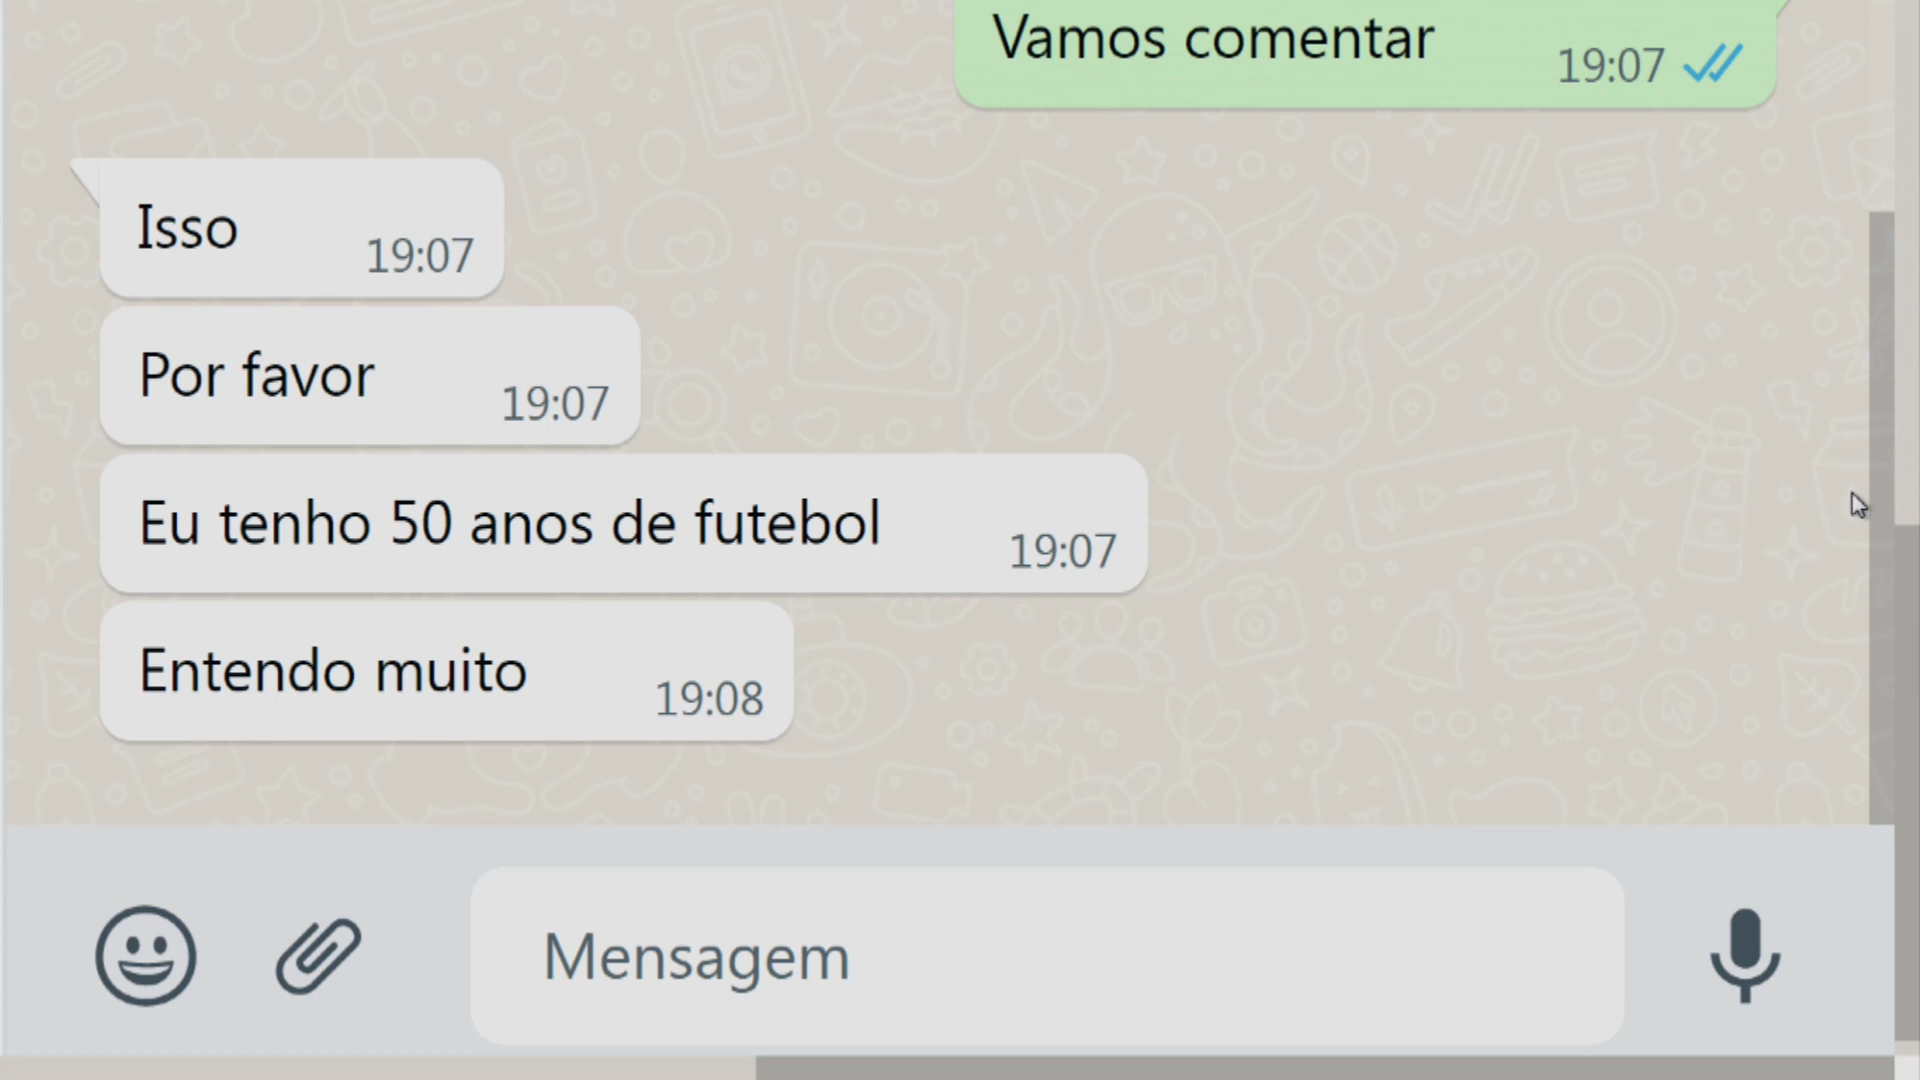 Vamos comentar
19:07
Isso
19:07
Por favor
19:07
Eu tenho 50 anos de futebol
19:07
Entendo muito
19:08
Mensagem